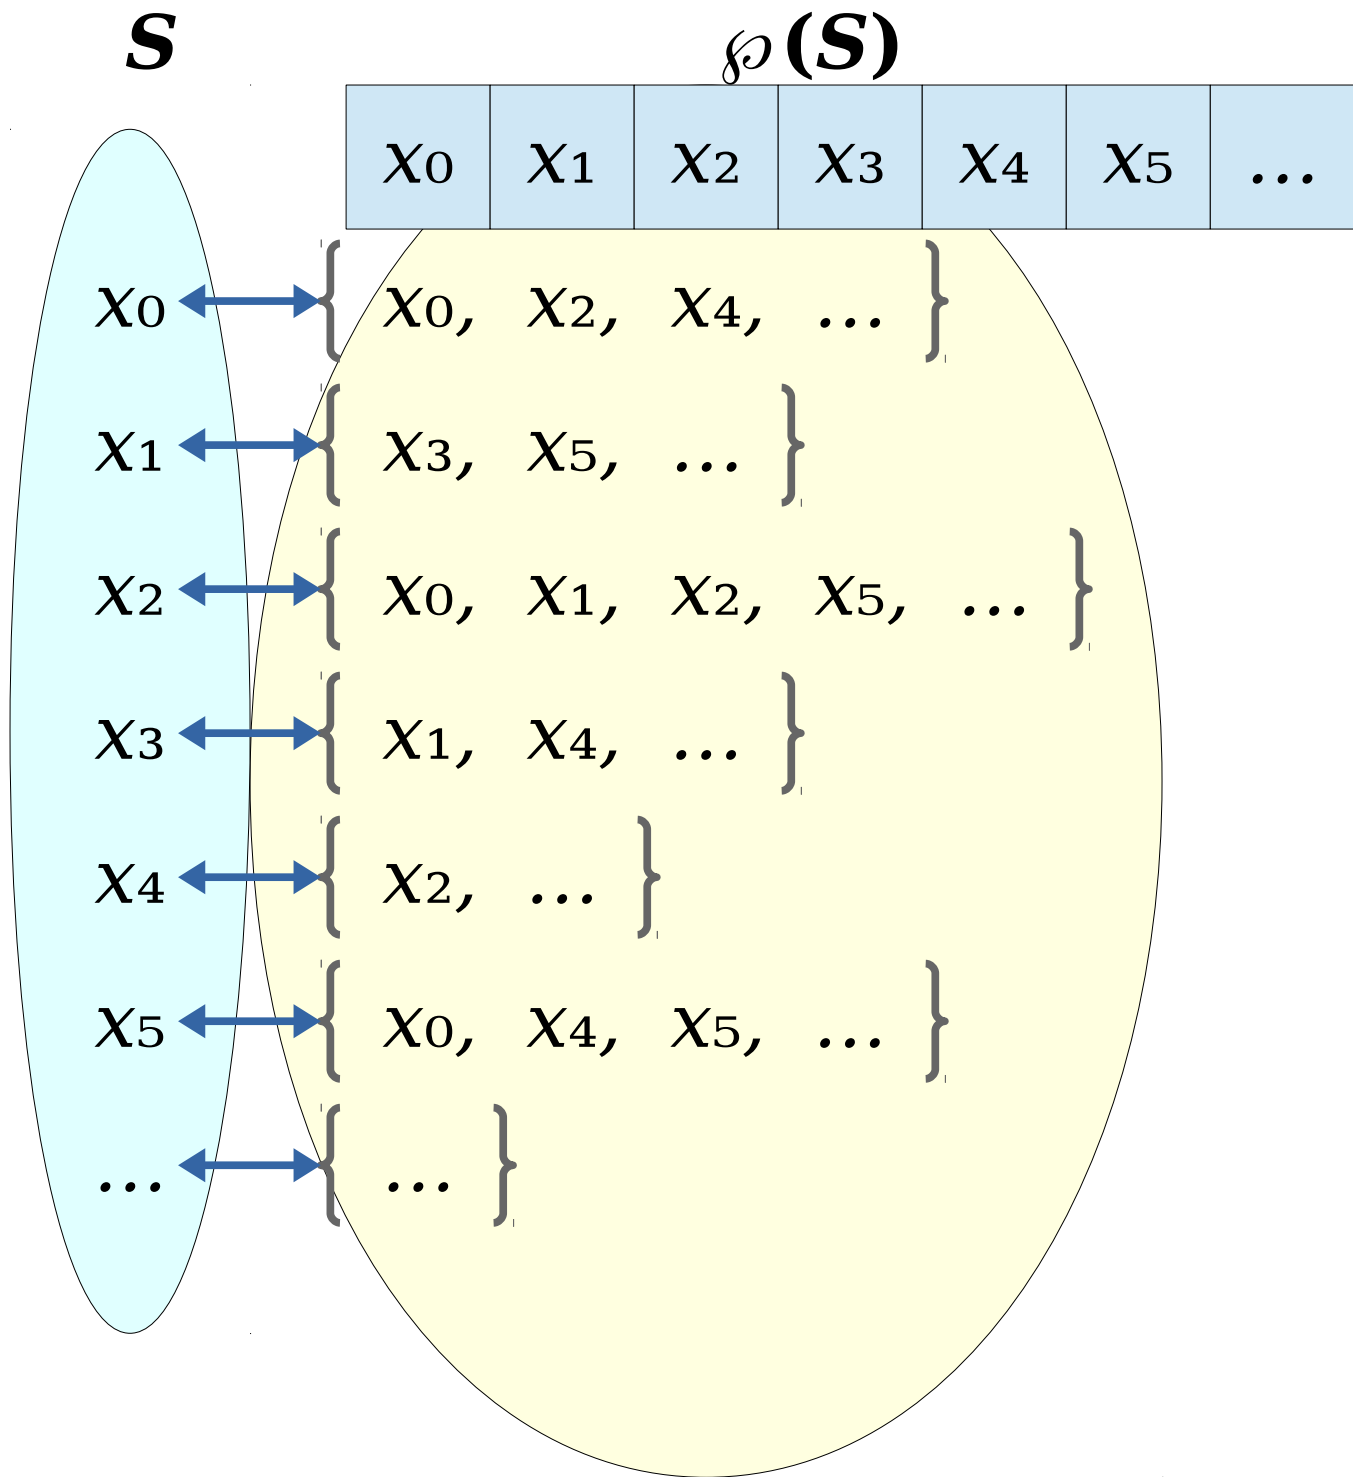 S ℘(S)
x₀ x₁ x₂ x₃ x₄ x₅ ...
x₀ { x₀, x₂, x₄, ... }
x₁ { x₃, x₅, ... }
x₂ { x₀, x₁, x₂, x₅, ... }
x₃ { x₁, x₄, ... }
x₄ { x₂, ... }
x₅ { x₀, x₄, x₅, ... }
... { ... }